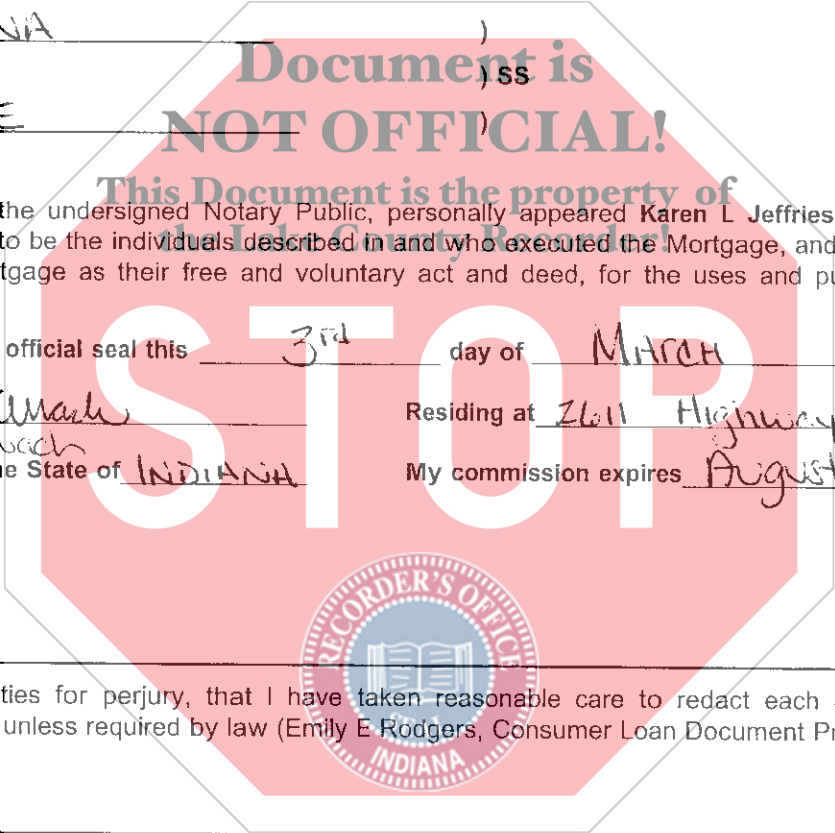 NA )
Document is
) SS
NOT OFFICIAL!
E )
This Document is the property of
the Lake County Recorder!
the undersigned Notary Public, personally appeared Karen L Jeffries
to be the individuals described in and who executed the Mortgage, and
tgage as their free and voluntary act and deed, for the uses and pu
official seal this 3rd day of March
STOP
Residing at 2611 Highway
e State of INDIANA My commission expires August
RECORDER'S OFFICE
SEAL
INDIANA
ties for perjury, that I have taken reasonable care to redact each
unless required by law (Emily E Rodgers, Consumer Loan Document Pr